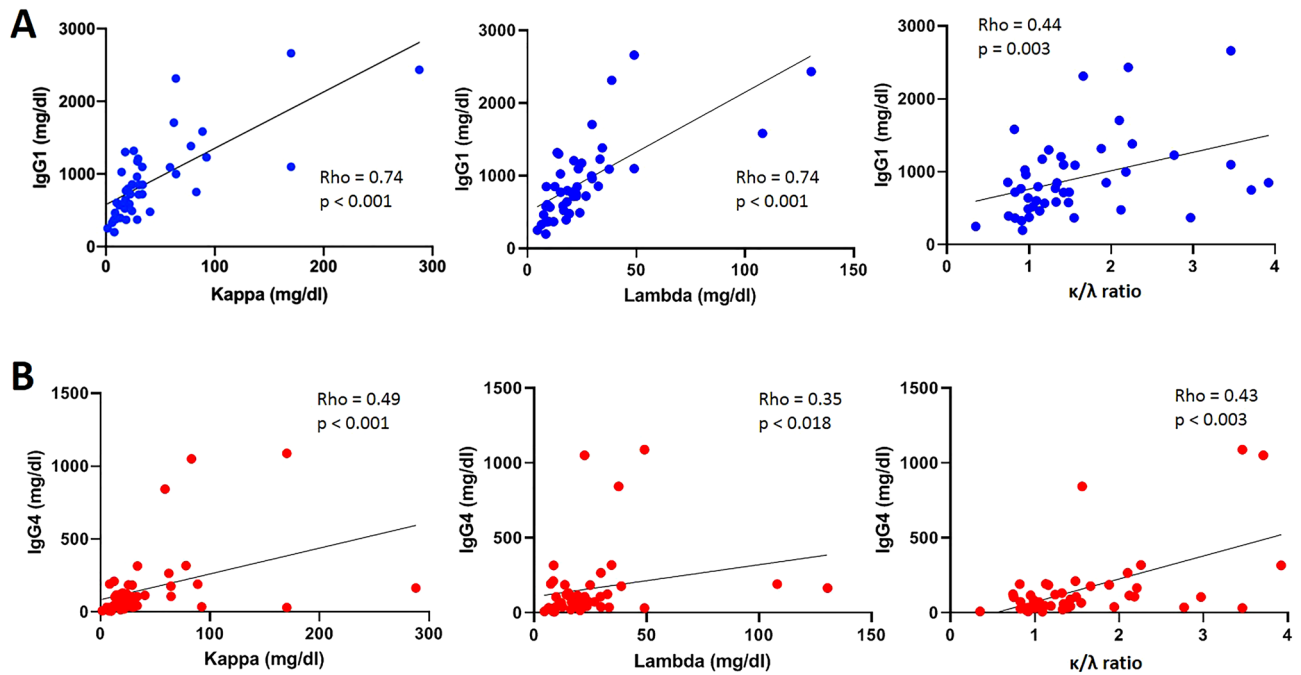 A
3000
2000
1000
0
IgG1 (mg/dl)
Rho = 0.74
p < 0.001
0 100 200 300
Kappa (mg/dl)
3000
2000
1000
0
IgG1 (mg/dl)
Rho = 0.74
p < 0.001
0 50 100 150
Lambda (mg/dl)
3000
2000
1000
0
IgG1 (mg/dl)
Rho = 0.44
p = 0.003
0 1 2 3 4
κ/λ ratio
B
1500
1000
500
0
IgG4 (mg/dl)
Rho = 0.49
p < 0.001
0 100 200 300
Kappa (mg/dl)
1500
1000
500
0
IgG4 (mg/dl)
Rho = 0.35
p < 0.018
0 50 100 150
Lambda (mg/dl)
1500
1000
500
0
IgG4 (mg/dl)
Rho = 0.43
p < 0.003
0 1 2 3 4
κ/λ ratio